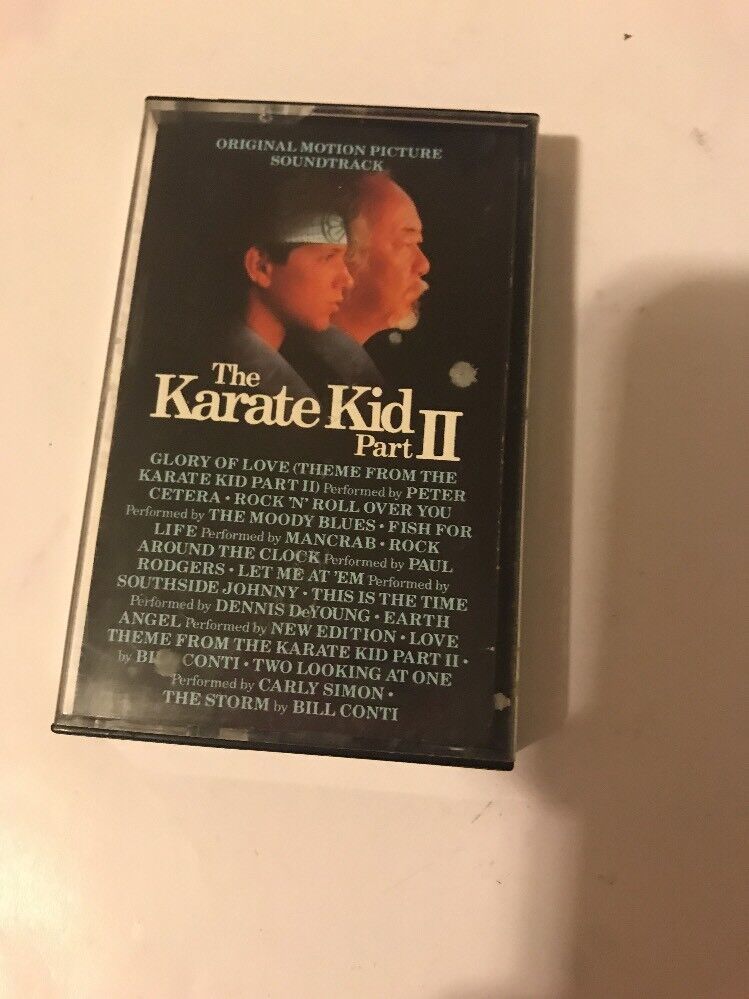 ORIGINAL MOTION PICTURE
SOUNDTRACK
The
Karate Kid
Part II
GLORY OF LOVE (THEME FROM THE
KARATE KID PART II) Performed by PETER
CETERA • ROCK 'N' ROLL OVER YOU
Performed by THE MOODY BLUES • FISH FOR
LIFE Performed by MANCRAB • ROCK
AROUND THE CLOCK Performed by PAUL
RODGERS • LET ME AT 'EM Performed by
SOUTHSIDE JOHNNY • THIS IS THE TIME
Performed by DENNIS DeYOUNG • EARTH
ANGEL Performed by NEW EDITION • LOVE
THEME FROM THE KARATE KID PART II •
by BILL CONTI • TWO LOOKING AT ONE
Performed by CARLY SIMON •
THE STORM by BILL CONTI